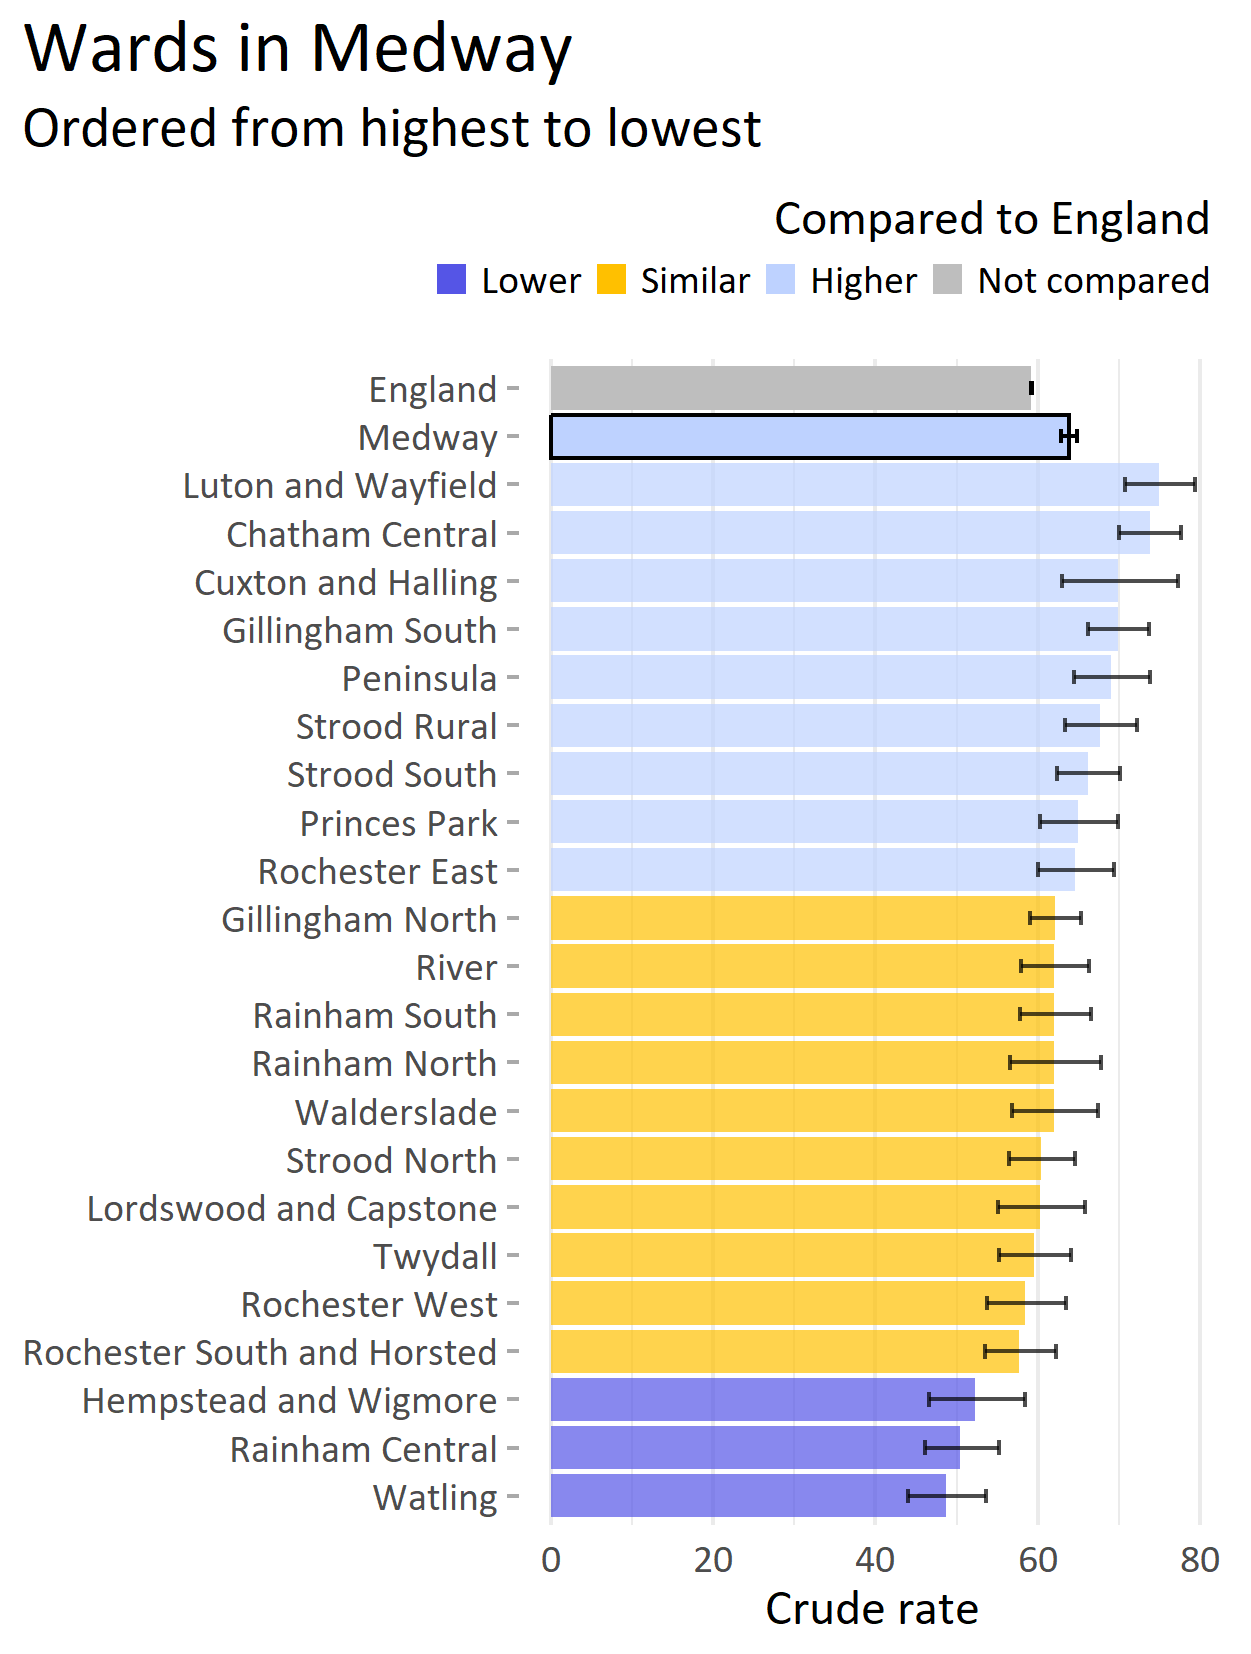 Wards in Medway
Ordered from highest to lowest
Compared to England
Lower Similar Higher Not compared
England
Medway
Luton and Wayfield
Chatham Central
Cuxton and Halling
Gillingham South
Peninsula
Strood Rural
Strood South
Princes Park
Rochester East
Gillingham North
River
Rainham South
Rainham North
Walderslade
Strood North
Lordswood and Capstone
Twydall
Rochester West
Rochester South and Horsted
Hempstead and Wigmore
Rainham Central
Watling
0 20 40 60 80
Crude rate